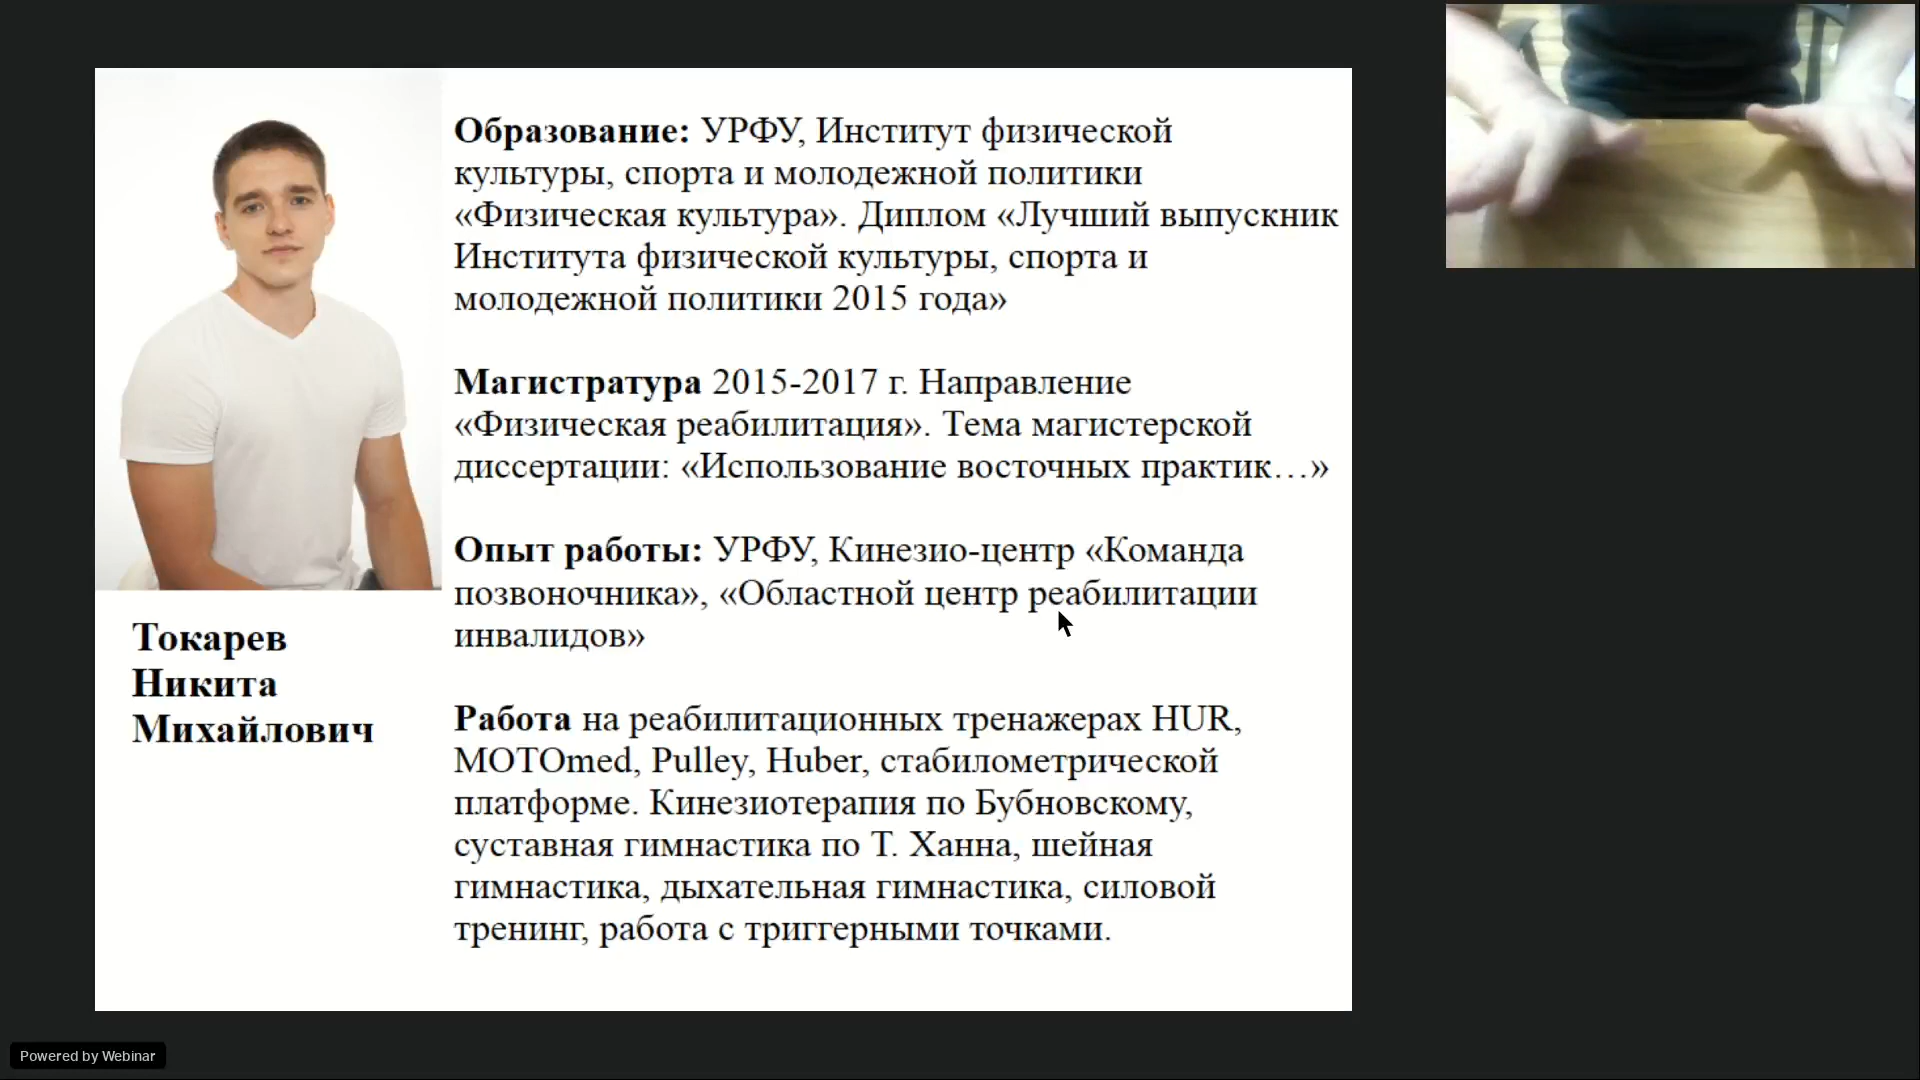 Образование: УРФУ, Институт физической
культуры, спорта и молодежной политики
«Физическая культура». Диплом «Лучший выпускник
Института физической культуры, спорта и
молодежной политики 2015 года»
Магистратура 2015-2017 г. Направление
«Физическая реабилитация». Тема магистерской
диссертации: «Использование восточных практик…»
Опыт работы: УРФУ, Кинезио-центр «Команда
позвоночника», «Областной центр реабилитации
инвалидов»
Работа на реабилитационных тренажерах HUR,
MOTOmed, Pulley, Huber, стабилометрической
платформе. Кинезиотерапия по Бубновскому,
суставная гимнастика по Т. Ханна, шейная
гимнастика, дыхательная гимнастика, силовой
тренинг, работа с триггерными точками.
Токарев
Никита
Михайлович
Powered by Webinar